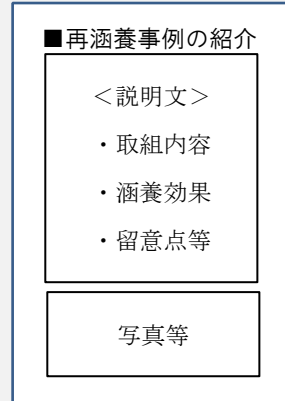 ■再涵養事例の紹介
＜説明文＞
・取組内容
・涵養効果
・留意点等
写真等